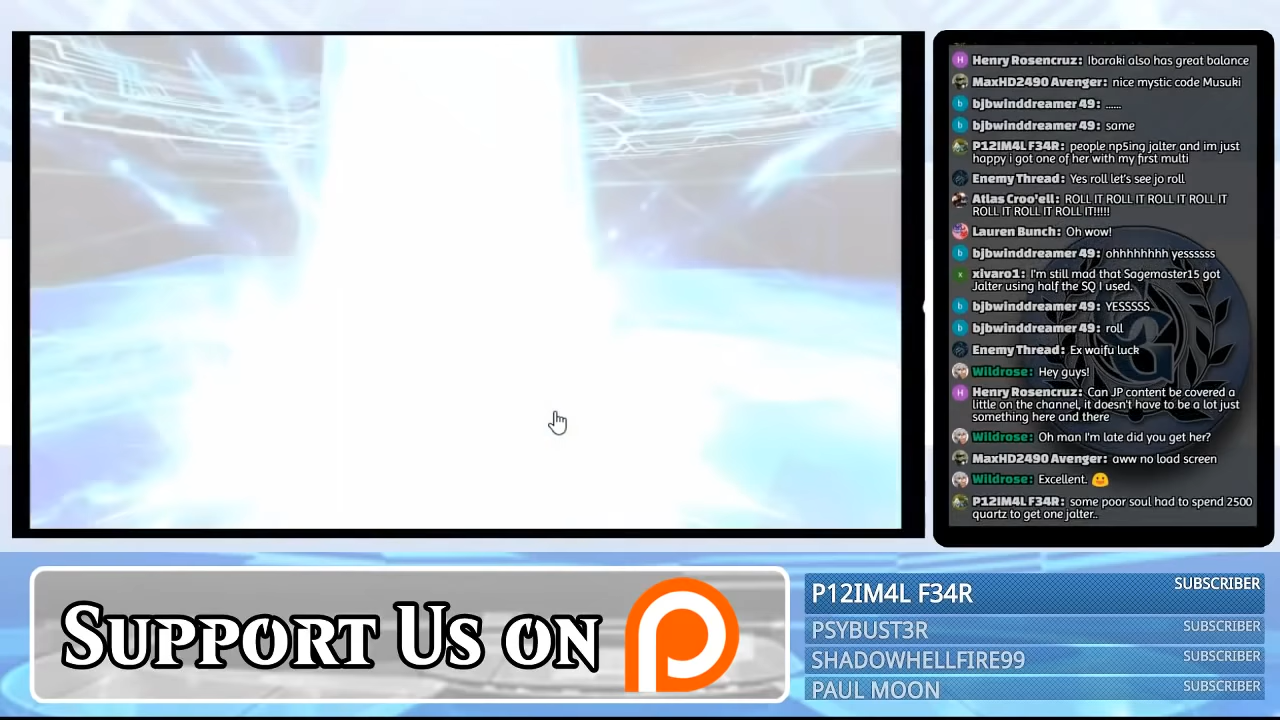 Henry Rosencruz: Ibaraki also has great balance
MaxHD2490 Avenger: nice mystic code Musuki
bjbwinddreamer 49: ......
bjbwinddreamer 49: same
P12IM4L F34R: people np5ing jalter and im just
happy i got one of her with my first multi
Enemy Thread: Yes roll let's see jo roll
Atlas Croo'ell: ROLL IT ROLL IT ROLL IT ROLL IT
ROLL IT ROLL IT ROLL IT!!!!!
Lauren Bunch: Oh wow!
bjbwinddreamer 49: ohhhhhhhh yessssss
xivaro1: I'm still mad that Sagemaster15 got
Jalter using half the SQ I used.
bjbwinddreamer 49: YESSSSS
bjbwinddreamer 49: roll
Enemy Thread: Ex waifu luck
Wildrose: Hey guys!
Henry Rosencruz: Can JP content be covered a
little on the channel, it doesn't have to be a lot just
something here and there
Wildrose: Oh man I'm late did you get her?
MaxHD2490 Avenger: aww no load screen
Wildrose: Excellent.
P12IM4L F34R: some poor soul had to spend 2500
quartz to get one jalter..
Support Us on
P12IM4L F34R SUBSCRIBER
PSYBUST3R SUBSCRIBER
SHADOWHELLFIRE99 SUBSCRIBER
PAUL MOON SUBSCRIBER